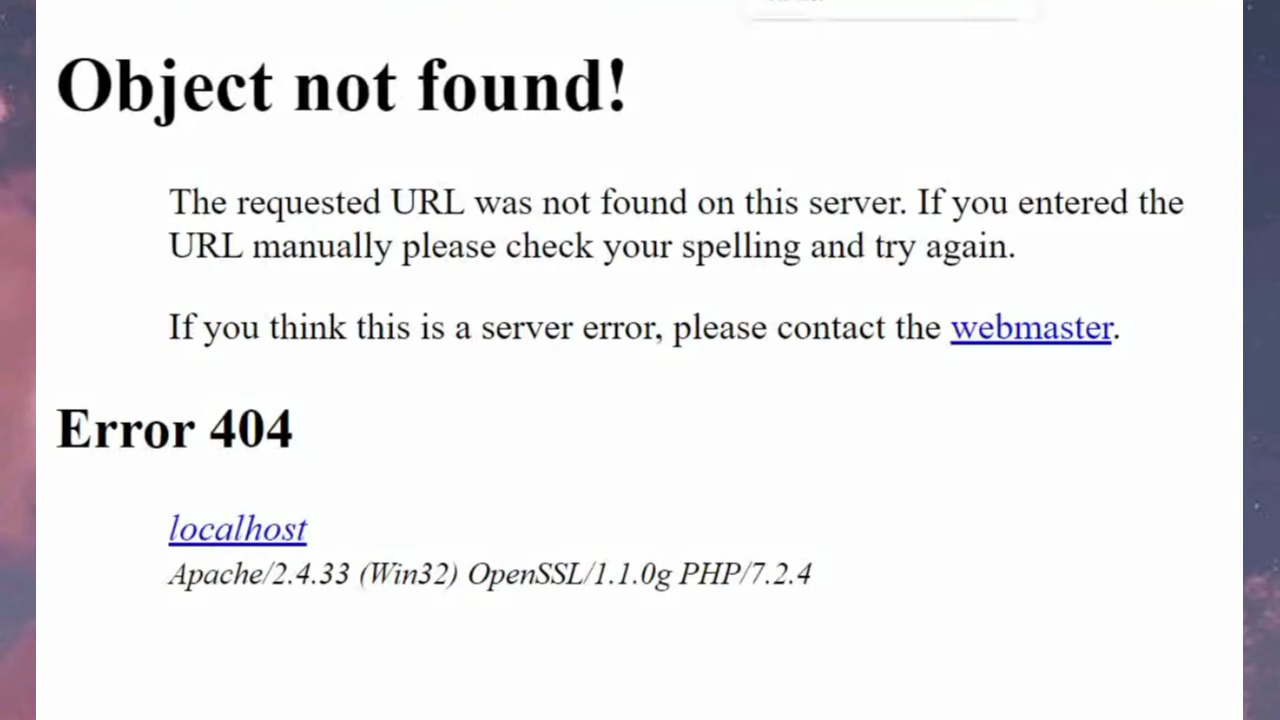 Object not found!
The requested URL was not found on this server. If you entered the
URL manually please check your spelling and try again.
If you think this is a server error, please contact the webmaster.
Error 404
localhost
Apache/2.4.33 (Win32) OpenSSL/1.1.0g PHP/7.2.4